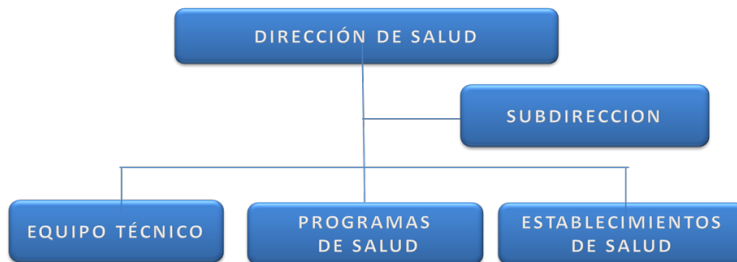 DIRECCIÓN DE SALUD
SUBDIRECCION
EQUIPO TÉCNICO
PROGRAMAS
DE SALUD
ESTABLECIMIENTOS
DE SALUD